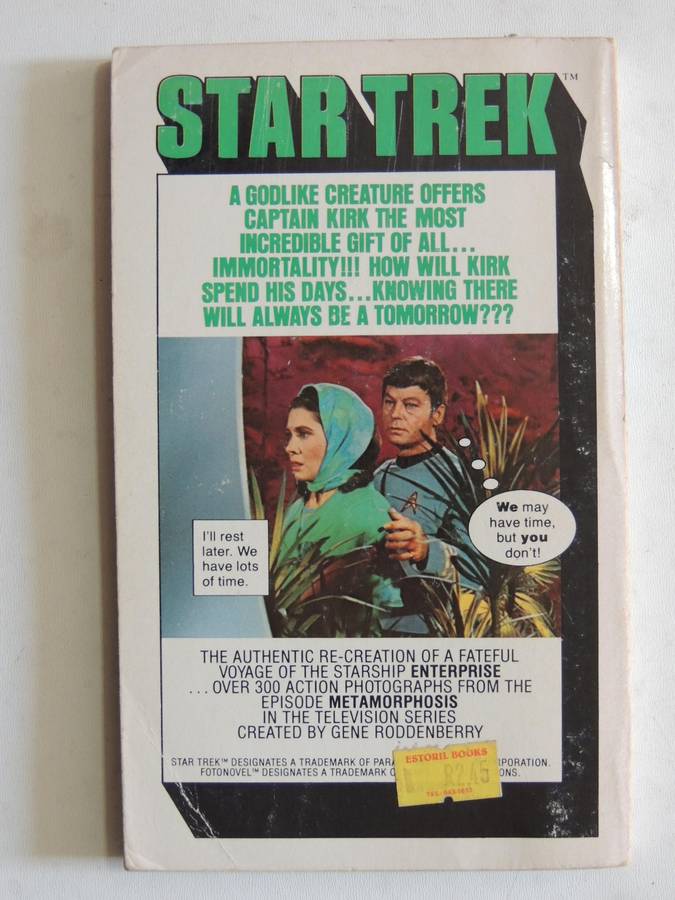 STAR TREK™
A GODLIKE CREATURE OFFERS
CAPTAIN KIRK THE MOST
INCREDIBLE GIFT OF ALL...
IMMORTALITY!!! HOW WILL KIRK
SPEND HIS DAYS...KNOWING THERE
WILL ALWAYS BE A TOMORROW???
We may
have time,
but you
don't!
I'll rest
later. We
have lots
of time.
THE AUTHENTIC RE-CREATION OF A FATEFUL
VOYAGE OF THE STARSHIP ENTERPRISE
...OVER 300 ACTION PHOTOGRAPHS FROM THE
EPISODE METAMORPHOSIS
IN THE TELEVISION SERIES
CREATED BY GENE RODDENBERRY
STAR TREK™ DESIGNATES A TRADEMARK OF PARA RPORATION.
FOTONOVEL™ DESIGNATES A TRADEMARK ONS.
ESTORIL BOOKS